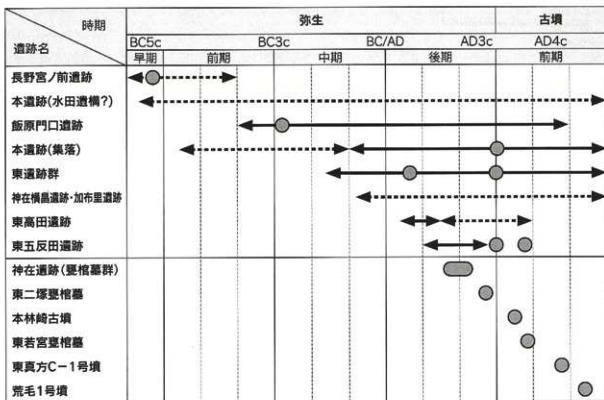 時期 弥生 古墳
遺跡名 BC5c BC3c BC/AD AD3c AD4c
早期 前期 中期 後期 前期
長野宮ノ前遺跡
本遺跡(水田遺構?)
飯原門口遺跡
本遺跡(集落)
東遺跡群
神在横畠遺跡・加布里遺跡
東高田遺跡
東五反田遺跡
神在遺跡(甕棺墓群)
東二塚甕棺墓
本林崎古墳
東若宮甕棺墓
東真方C−1号墳
荒毛1号墳